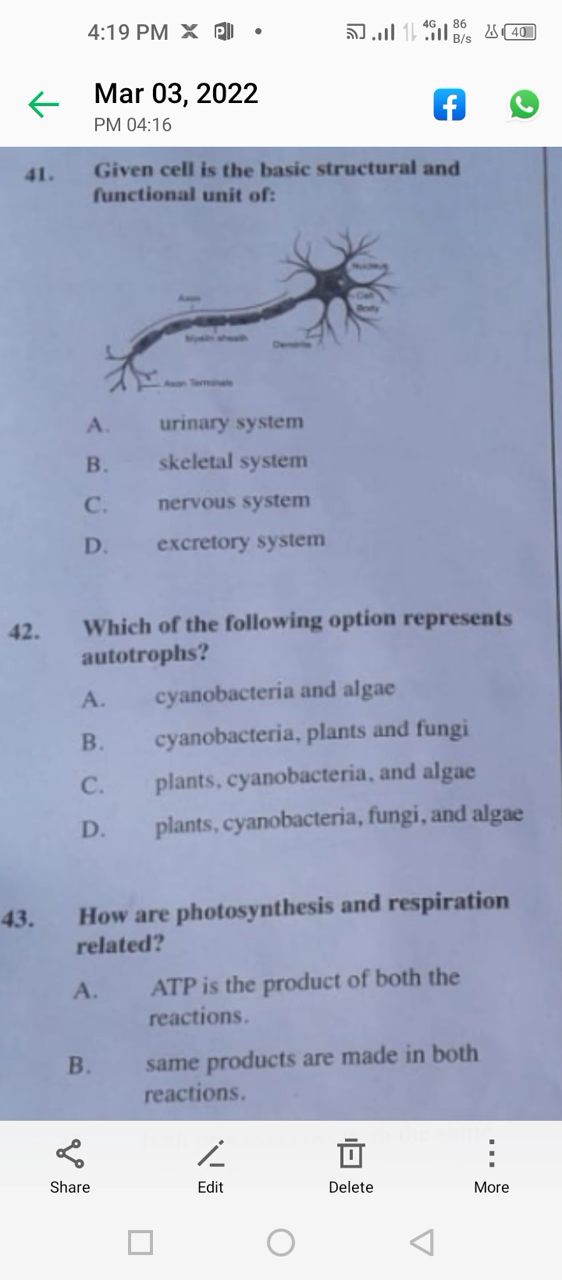 4:19 PM
4G 86 B/s 40
Mar 03, 2022
PM 04:16
41. Given cell is the basic structural and
functional unit of:
Nucleus
Cell
Body
Axon
Myelin sheath
Dendrite
Axon Terminals
A. urinary system
B. skeletal system
C. nervous system
D. excretory system
42. Which of the following option represents
autotrophs?
A. cyanobacteria and algae
B. cyanobacteria, plants and fungi
C. plants, cyanobacteria, and algae
D. plants, cyanobacteria, fungi, and algae
43. How are photosynthesis and respiration
related?
A. ATP is the product of both the
reactions.
B. same products are made in both
reactions.
Share Edit Delete More